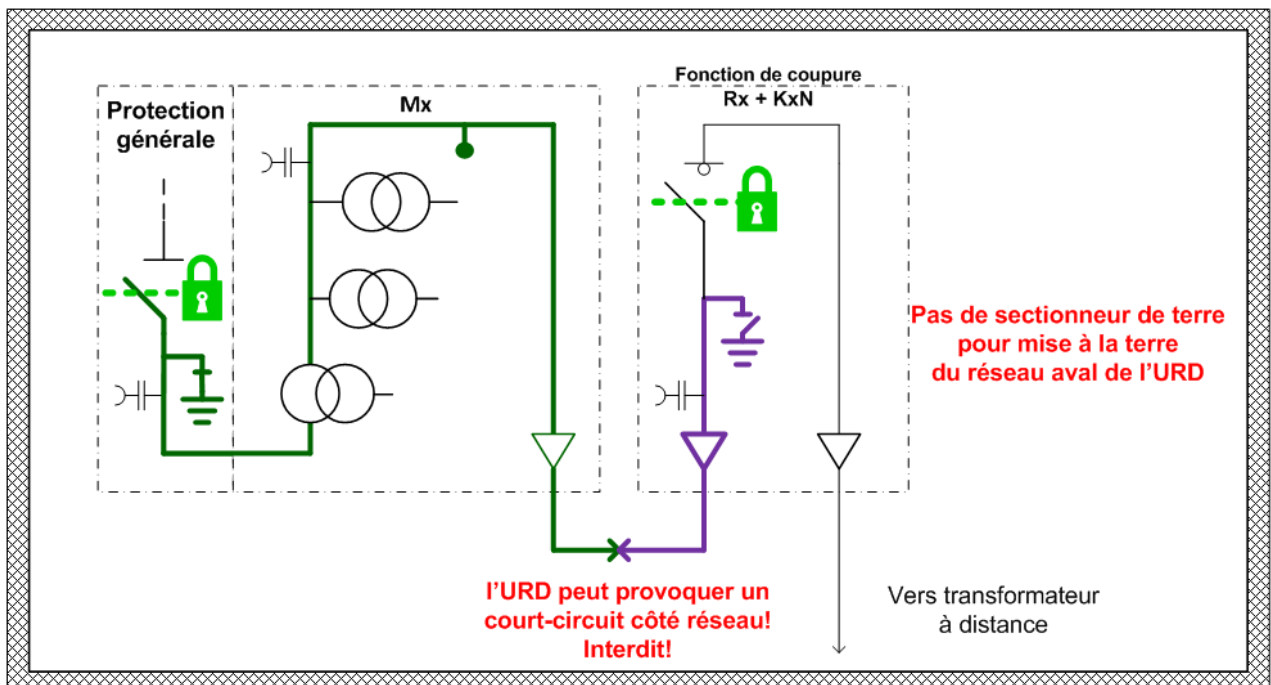 Protection
générale
Mx
Fonction de coupure
Rx + KxN
Pas de sectionneur de terre
pour mise à la terre
du réseau aval de l'URD
l'URD peut provoquer un
court-circuit côté réseau!
Interdit!
Vers transformateur
à distance